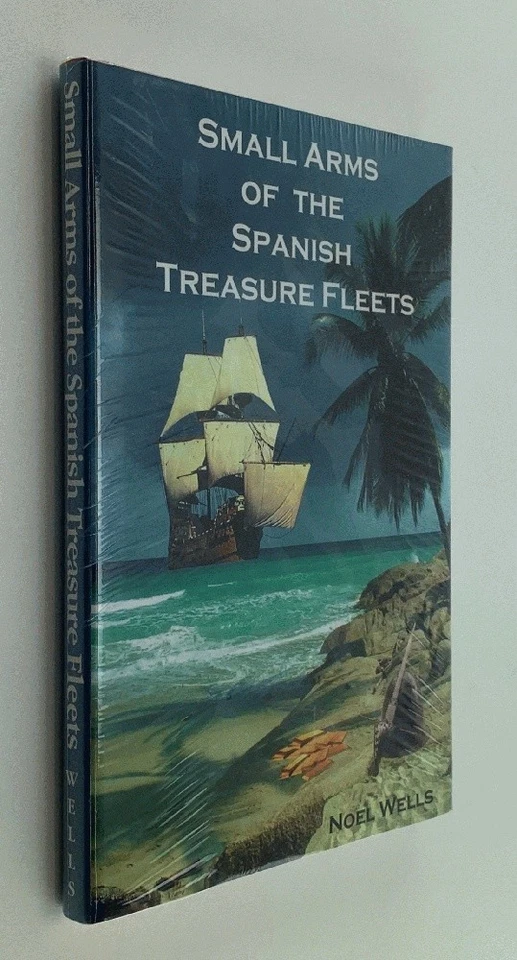 SMALL ARMS
OF THE
SPANISH
TREASURE FLEETS
NOEL WELLS
Small Arms of the Spanish Treasure Fleets WELLS